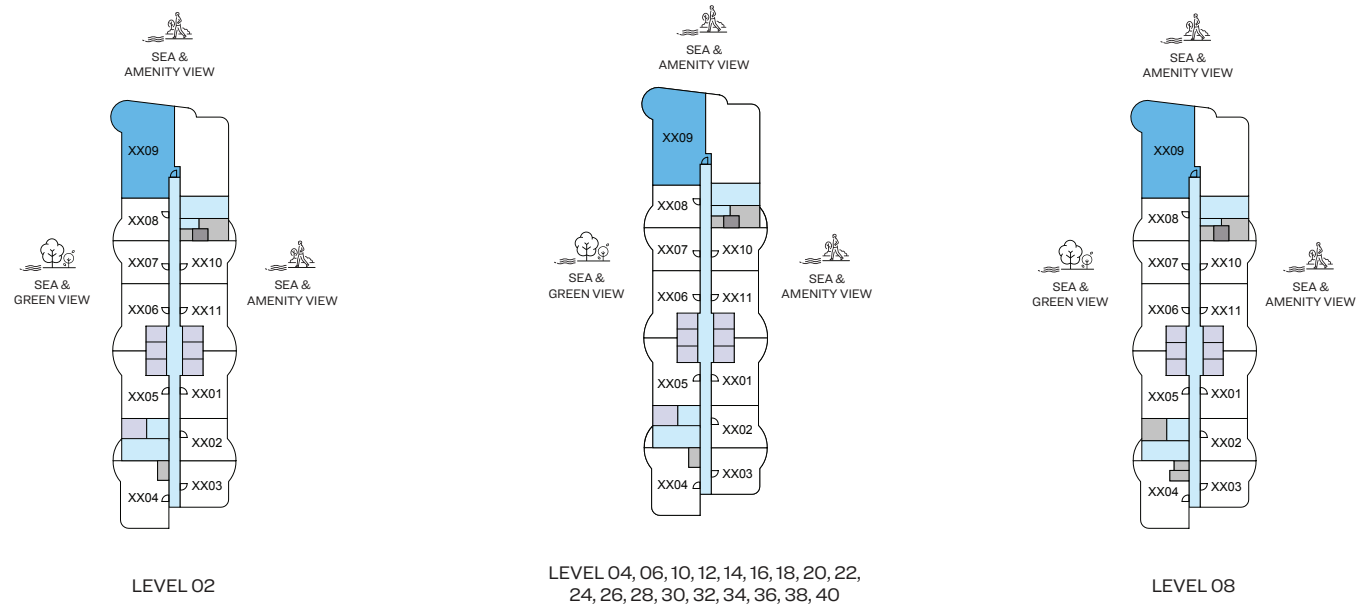 SEA &
AMENITY VIEW
XX09
XX08
XX07
XX10
SEA &
GREEN VIEW
SEA &
AMENITY VIEW
XX06
XX11
XX05
XX01
XX02
XX04
XX03
LEVEL 02
SEA &
AMENITY VIEW
XX09
XX08
XX07
XX10
SEA &
GREEN VIEW
SEA &
AMENITY VIEW
XX06
XX11
XX05
XX01
XX02
XX04
XX03
LEVEL 04, 06, 10, 12, 14, 16, 18, 20, 22,
24, 26, 28, 30, 32, 34, 36, 38, 40
SEA &
AMENITY VIEW
XX09
XX08
XX07
XX10
SEA &
GREEN VIEW
SEA &
AMENITY VIEW
XX06
XX11
XX05
XX01
XX02
XX04
XX03
LEVEL 08